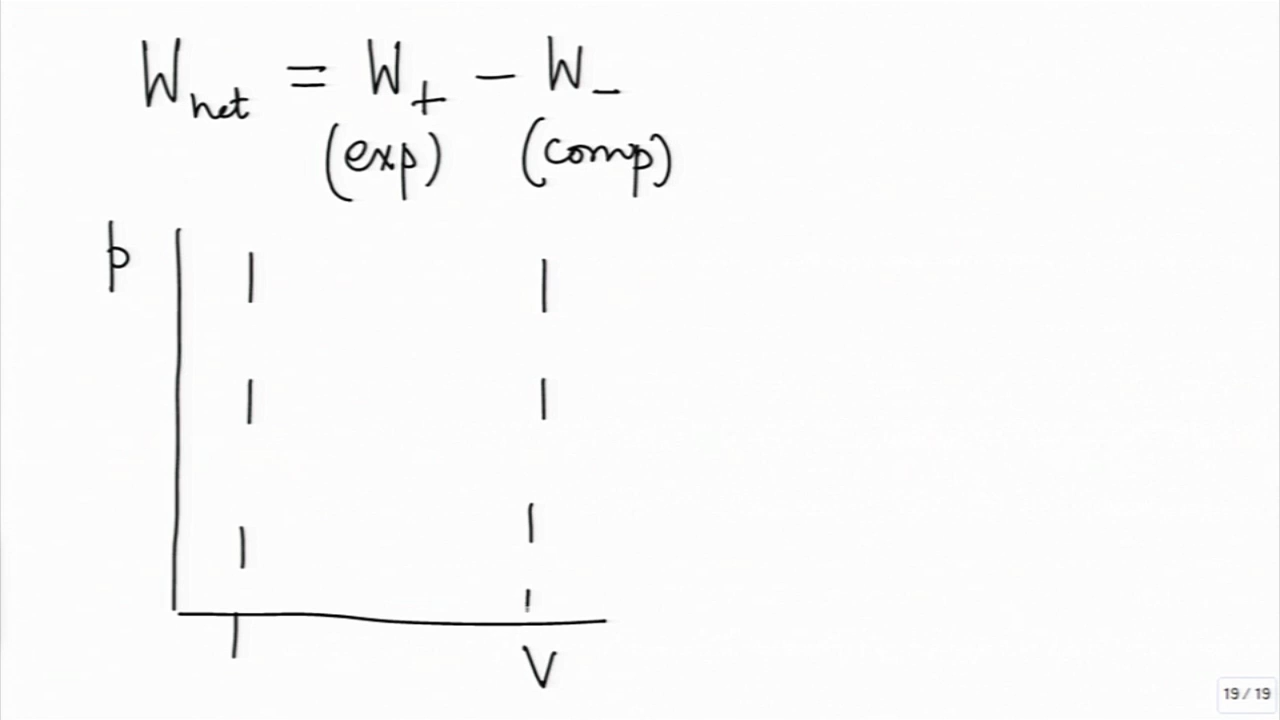 W_net = W_+ - W_-
(exp) (comp)
p
V
19 / 19